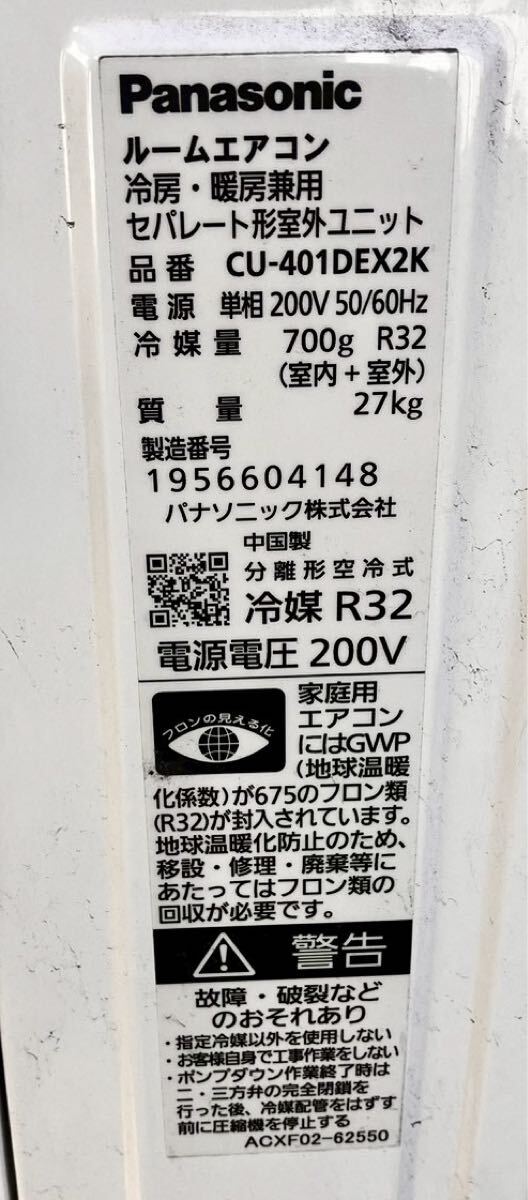 Panasonic
ルームエアコン
冷房・暖房兼用
セパレート形室外ユニット
品番 CU-401DEX2K
電源 単相 200V 50/60Hz
冷媒量 700g R32
(室内+室外)
質量 27kg
製造番号
1956604148
パナソニック株式会社
中国製
分離形空冷式
冷媒 R32
電源電圧 200V
フロンの見える化
家庭用
エアコン
にはGWP
(地球温暖
化係数)が675のフロン類
(R32)が封入されています。
地球温暖化防止のため、
移設・修理・廃棄等に
あたってはフロン類の
回収が必要です。
警告
故障・破裂など
のおそれあり
・指定冷媒以外を使用しない
・お客様自身で工事作業をしない
・ポンプダウン作業終了時は
二・三方弁の完全閉鎖を
行った後、冷媒配管をはずす
前に圧縮機を停止する
ACXF02-62550